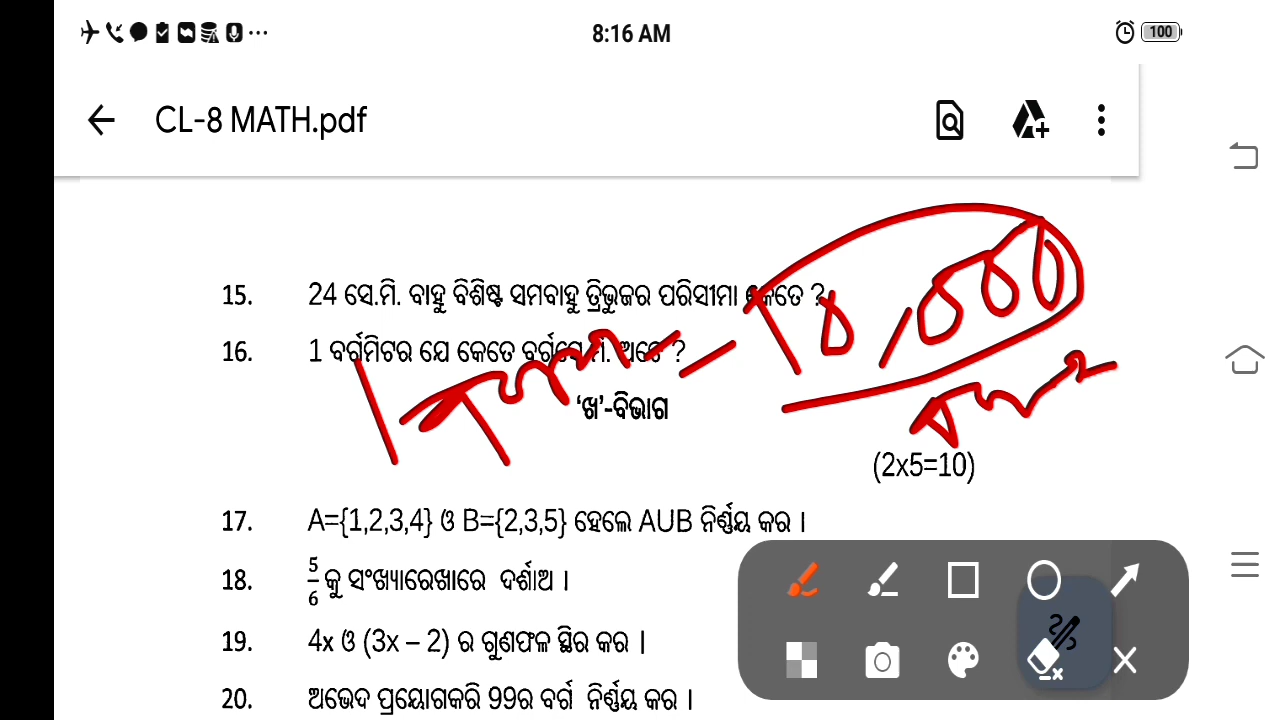 8:16 AM
100
CL-8 MATH.pdf
15. 24 ସେ.ମି. ବାହୁ ବିଶିଷ୍ଟ ସମବାହୁ ତ୍ରିଭୁଜର ପରିସୀମା କେତେ ?
16. 1 ବର୍ଗମିଟର ଯେ କେତେ ବର୍ଗସେ.ମି. ଅଟେ ?
10,000
'ଖ'-ବିଭାଗ
(2x5=10)
17. A={1,2,3,4} ଓ B={2,3,5} ହେଲେ AUB ନିର୍ଣ୍ଣୟ କର ।
18. 5/6 କୁ ସଂଖ୍ୟାରେଖାରେ ଦର୍ଶାଅ ।
19. 4x ଓ (3x – 2) ର ଗୁଣଫଳ ସ୍ଥିର କର ।
20. ଅଭେଦ ପ୍ରୟୋଗକରି 99ର ବର୍ଗ ନିର୍ଣ୍ଣୟ କର ।